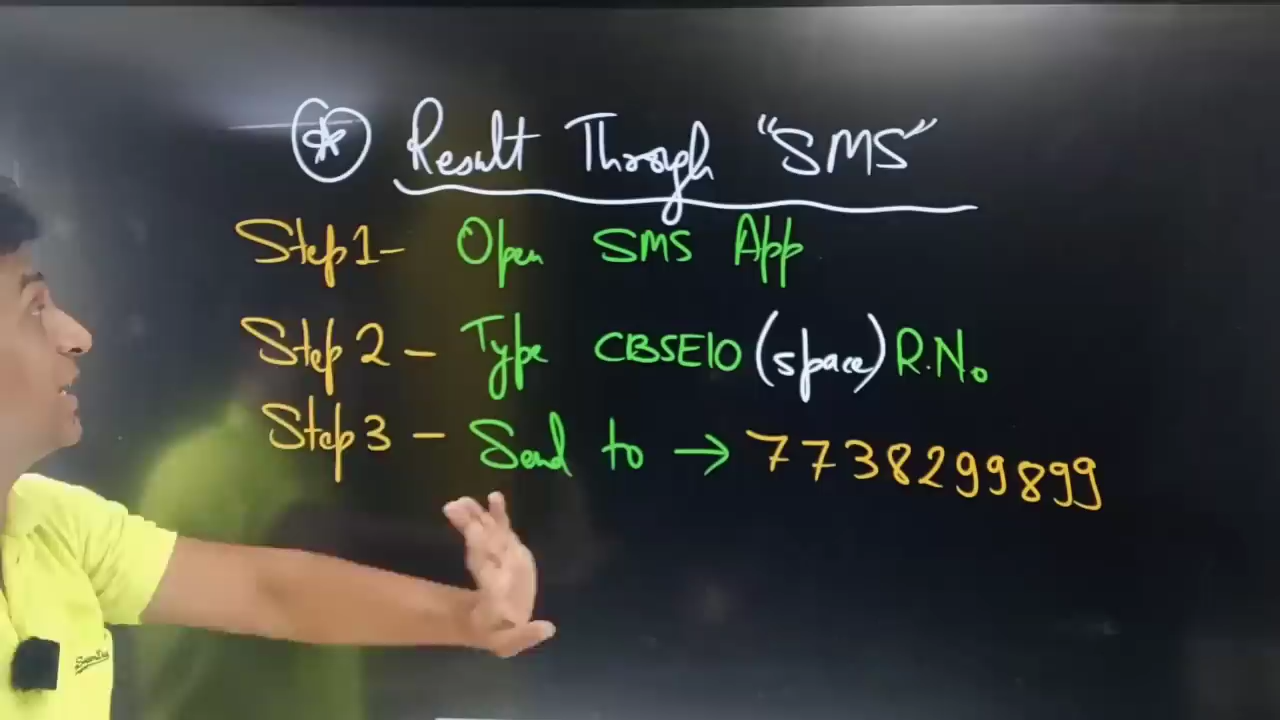 Result Through "SMS"
Step 1 - Open SMS App
Step 2 - Type CBSE10 (space) R.No
Step 3 - Send to → 7738299899